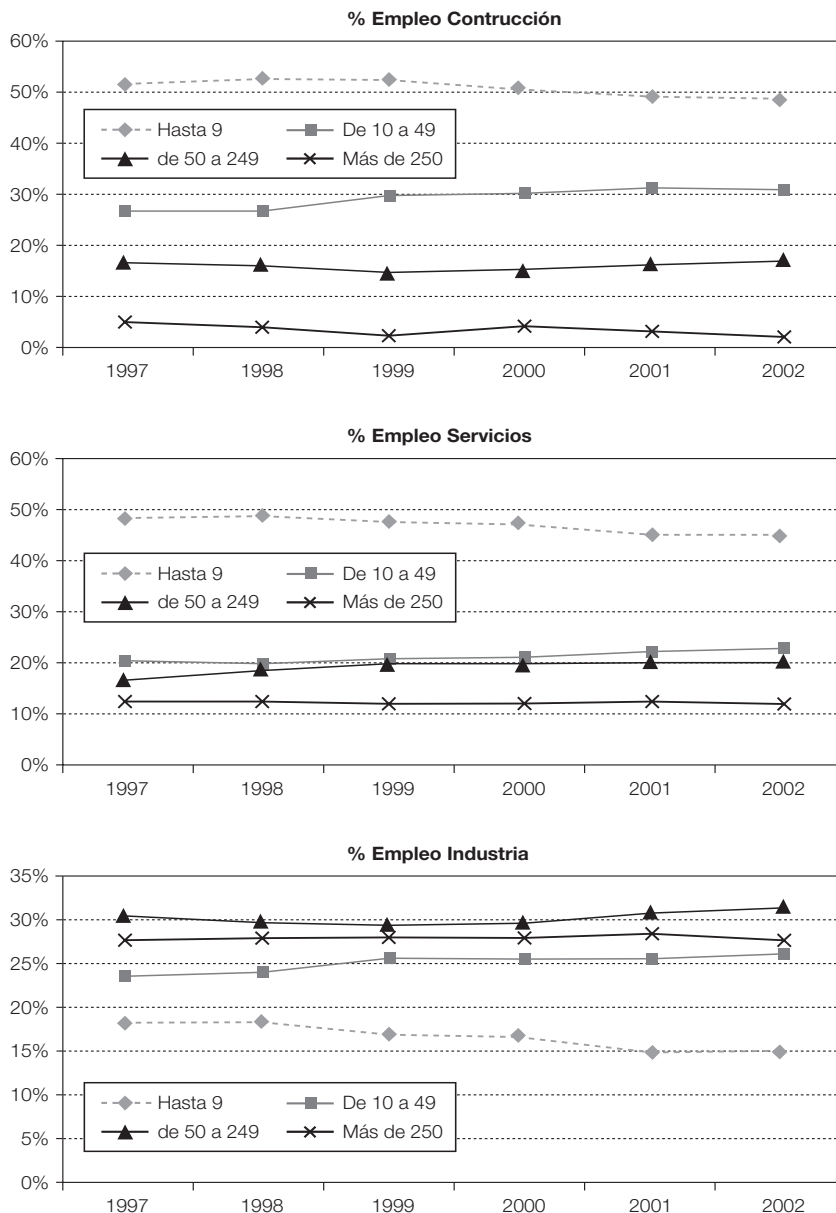 % Empleo Contrucción
60%
50%
40%
30%
20%
10%
0%
Hasta 9 De 10 a 49
de 50 a 249 Más de 250
1997 1998 1999 2000 2001 2002
% Empleo Servicios
60%
50%
40%
30%
20%
10%
0%
Hasta 9 De 10 a 49
de 50 a 249 Más de 250
1997 1998 1999 2000 2001 2002
% Empleo Industria
35%
30%
25%
20%
15%
10%
5%
0%
Hasta 9 De 10 a 49
de 50 a 249 Más de 250
1997 1998 1999 2000 2001 2002